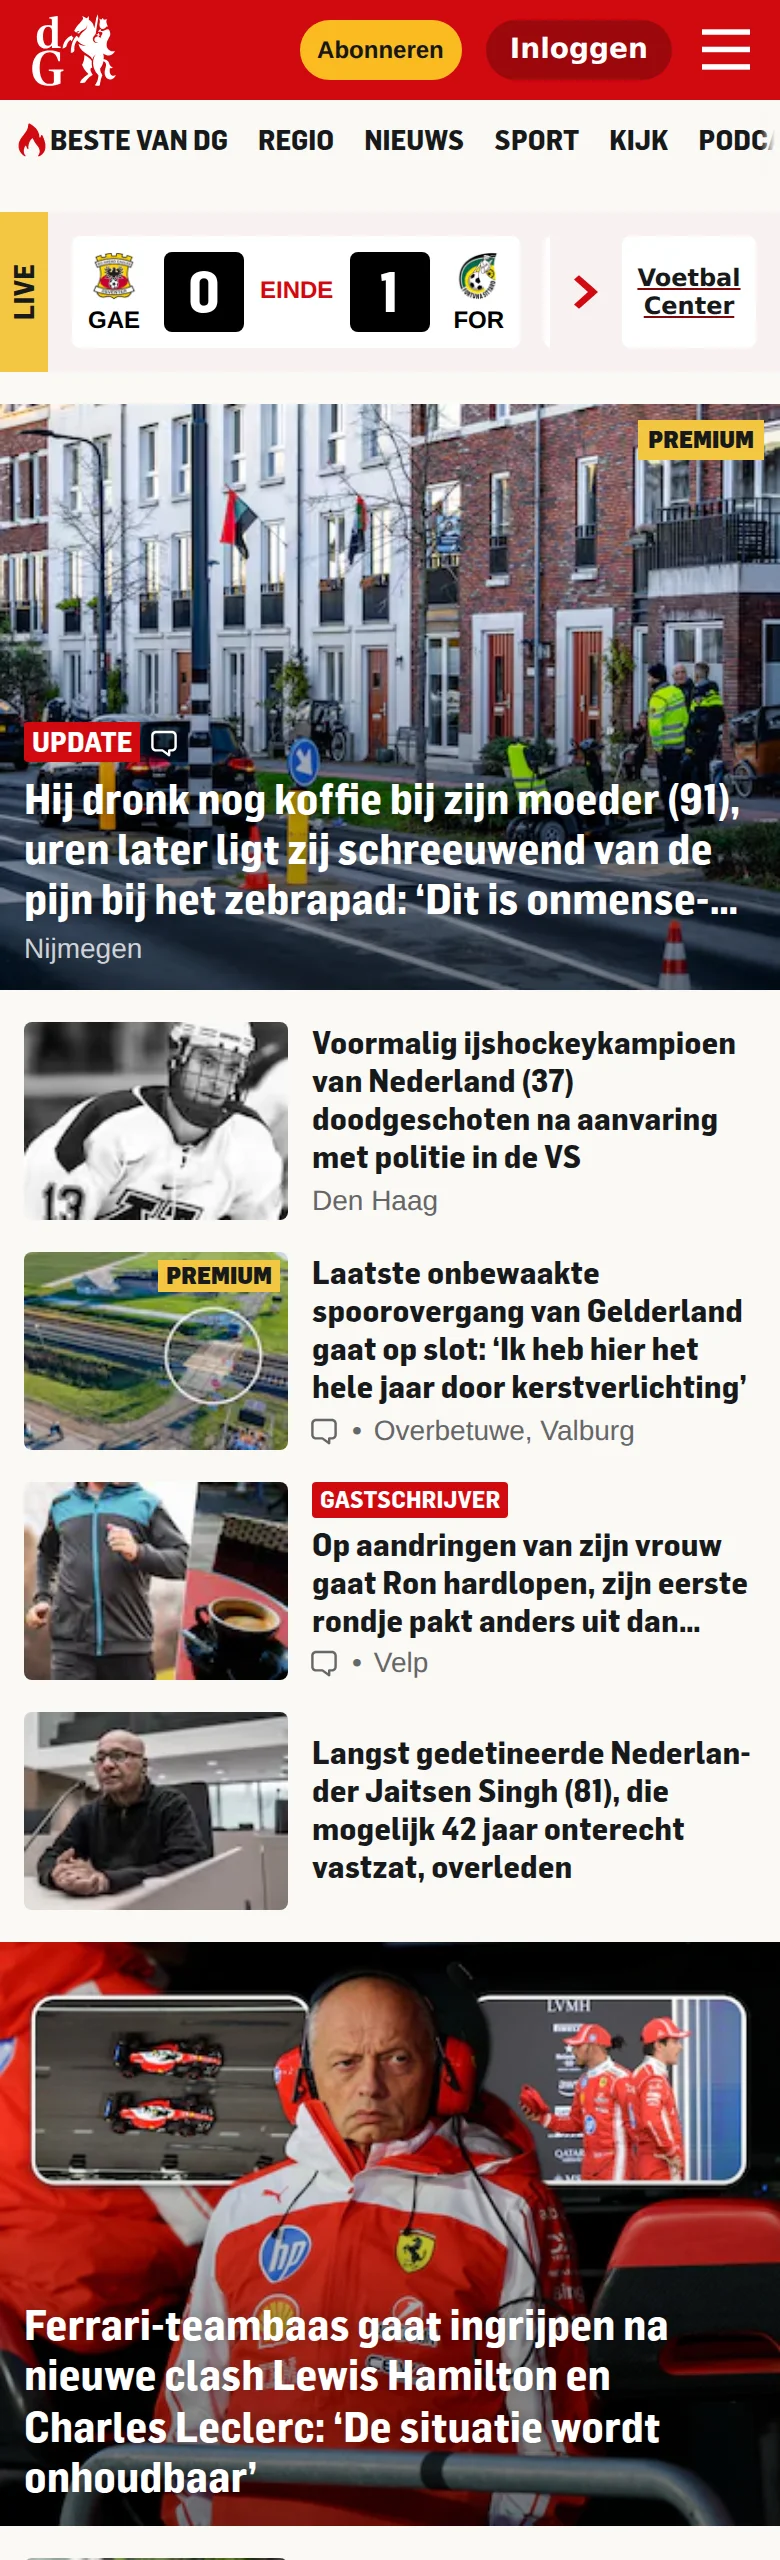 dG
Abonneren
Inloggen
BESTE VAN DG
REGIO
NIEUWS
SPORT
KIJK
LIVE
GAE
0
EINDE
1
FOR
Voetbal
Center
PREMIUM
UPDATE
Hij dronk nog koffie bij zijn moeder (91),
uren later ligt zij schreeuwend van de
pijn bij het zebrapad: ‘Dit is onmense-...
Nijmegen
Voormalig ijshockeykampioen
van Nederland (37)
doodgeschoten na aanvaring
met politie in de VS
Den Haag
13
PREMIUM
Laatste onbewaakte
spoorovergang van Gelderland
gaat op slot: ‘Ik heb hier het
hele jaar door kerstverlichting’
• Overbetuwe, Valburg
GASTSCHRIJVER
Op aandringen van zijn vrouw
gaat Ron hardlopen, zijn eerste
rondje pakt anders uit dan...
• Velp
Langst gedetineerde Nederlan-
der Jaitsen Singh (81), die
mogelijk 42 jaar onterecht
vastzat, overleden
LVMH
hp
Ferrari-teambaas gaat ingrijpen na
nieuwe clash Lewis Hamilton en
Charles Leclerc: ‘De situatie wordt
onhoudbaar’